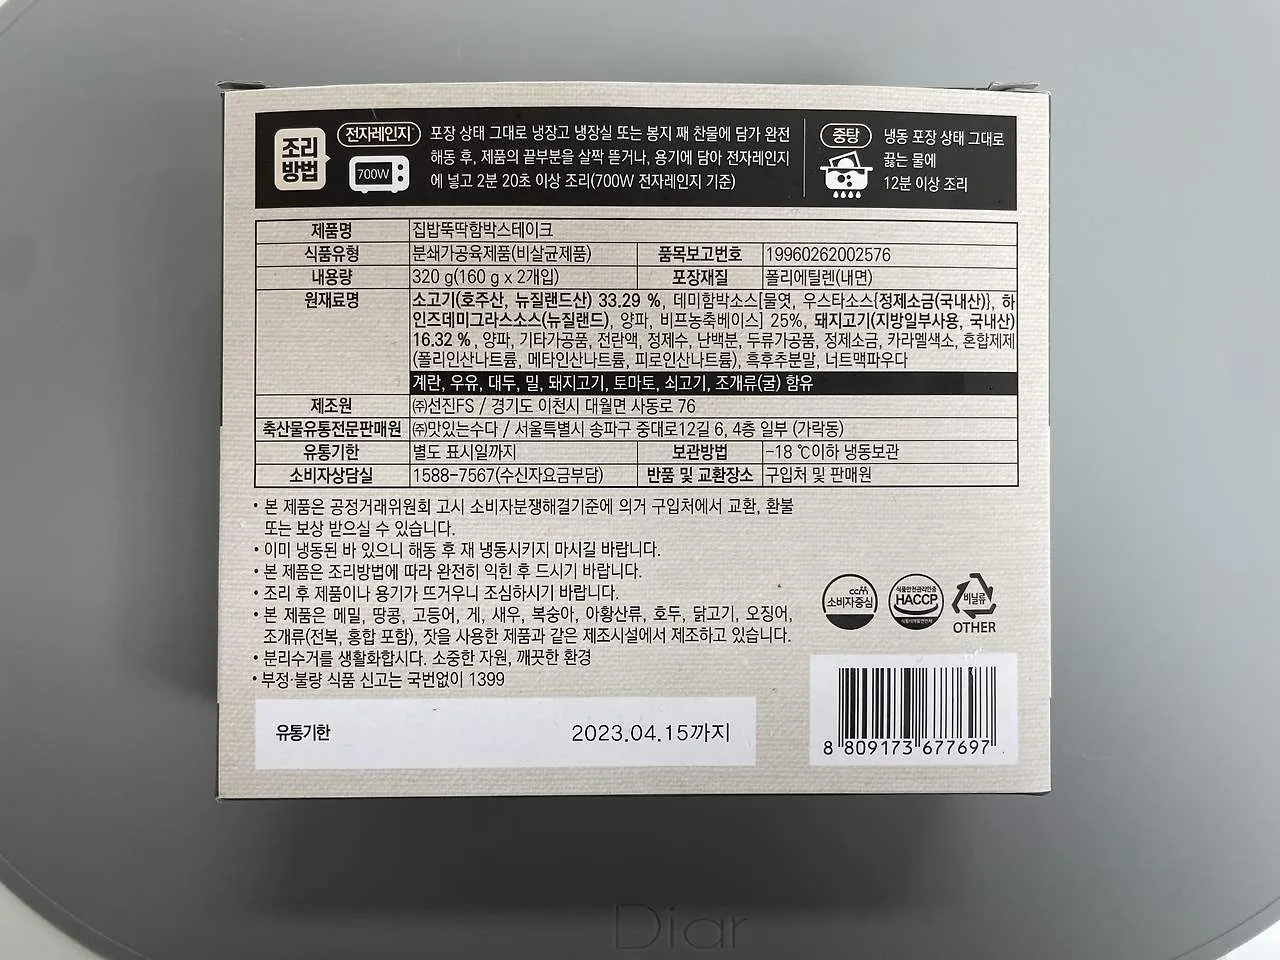 조리
방법
전자레인지
700W
포장 상태 그대로 냉장고 냉장실 또는 봉지 째 찬물에 담가 완전
해동 후, 제품의 끝부분을 살짝 뜯거나, 용기에 담아 전자레인지
에 넣고 2분 20초 이상 조리(700W 전자레인지 기준)
중탕
냉동 포장 상태 그대로
끓는 물에
12분 이상 조리
제품명 집밥뚝딱함박스테이크
식품유형 분쇄가공육제품(비살균제품) 품목보고번호 19960262002576
내용량 320 g(160 g x 2개입) 포장재질 폴리에틸렌(내면)
원재료명 소고기(호주산, 뉴질랜드산) 33.29 %, 데미함박소스[물엿, 우스타소스{정제소금(국내산)}, 하
인즈데미그라스소스(뉴질랜드), 양파, 비프농축베이스] 25%, 돼지고기(지방일부사용, 국내산)
16.32 %, 양파, 기타가공품, 전란액, 정제수, 난백분, 두류가공품, 정제소금, 카라멜색소, 혼합제제
(폴리인산나트륨, 메타인산나트륨, 피로인산나트륨), 흑후추분말, 너트맥파우다
계란, 우유, 대두, 밀, 돼지고기, 토마토, 쇠고기, 조개류(굴) 함유
제조원 ㈜선진FS / 경기도 이천시 대월면 사동로 76
축산물유통전문판매원 ㈜맛있는수다 / 서울특별시 송파구 중대로12길 6, 4층 일부 (가락동)
유통기한 별도 표시일까지 보관방법 -18 ℃이하 냉동보관
소비자상담실 1588-7567(수신자요금부담) 반품 및 교환장소 구입처 및 판매원
• 본 제품은 공정거래위원회 고시 소비자분쟁해결기준에 의거 구입처에서 교환, 환불
또는 보상 받으실 수 있습니다.
• 이미 냉동된 바 있으니 해동 후 재 냉동시키지 마시길 바랍니다.
• 본 제품은 조리방법에 따라 완전히 익힌 후 드시기 바랍니다.
• 조리 후 제품이나 용기가 뜨거우니 조심하시기 바랍니다.
• 본 제품은 메밀, 땅콩, 고등어, 게, 새우, 복숭아, 아황산류, 호두, 닭고기, 오징어,
조개류(전복, 홍합 포함), 잣을 사용한 제품과 같은 제조시설에서 제조하고 있습니다.
• 분리수거를 생활화합시다. 소중한 자원, 깨끗한 환경
• 부정·불량 식품 신고는 국번없이 1399
ccm
소비자중심
식품안전관리인증
HACCP
식품의약품안전처
비닐류
OTHER
유통기한 2023.04.15까지
8 809173 677697
Diar